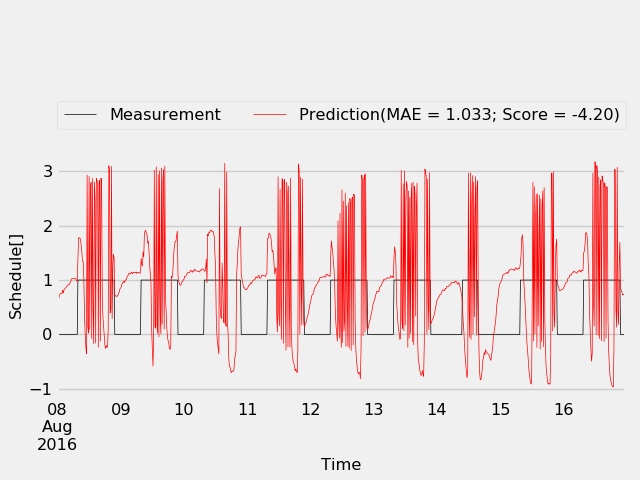 Measurement Prediction(MAE = 1.033; Score = -4.20)
3
2
1
0
−1
Schedule[]
08 09 10 11 12 13 14 15 16
Aug
2016
Time